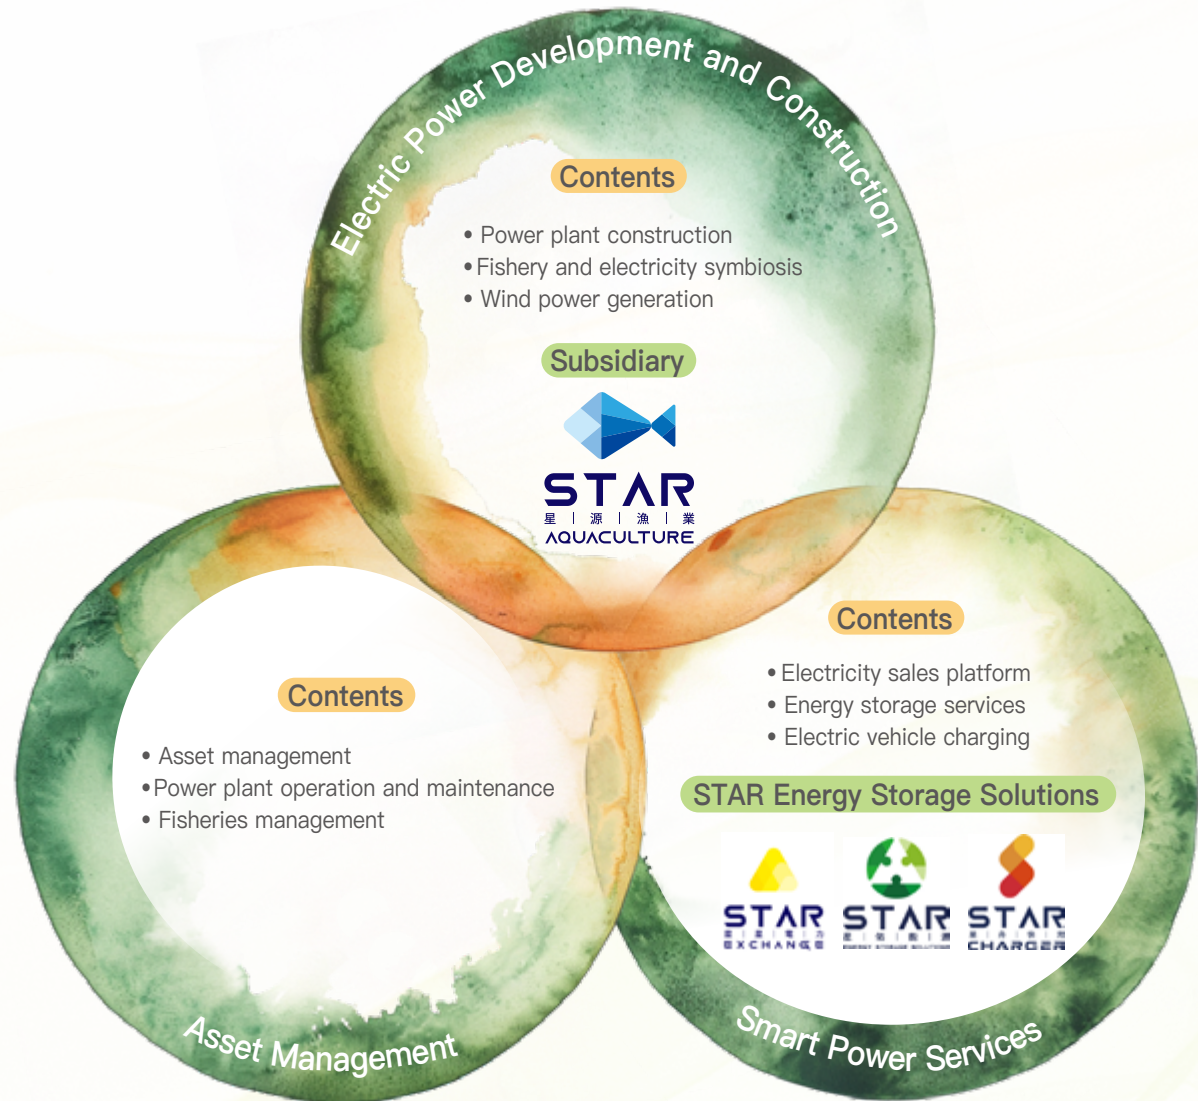 Electric Power Development and Construction
Contents
• Power plant construction
• Fishery and electricity symbiosis
• Wind power generation
Subsidiary
STAR
星 | 源 | 漁 | 業
AQUACULTURE
Contents
• Asset management
• Power plant operation and maintenance
• Fisheries management
Asset Management
Contents
• Electricity sales platform
• Energy storage services
• Electric vehicle charging
STAR Energy Storage Solutions
STAR
EXCHANGE
STAR
ENERGY STORAGE SOLUTIONS
STAR
CHARGER
Smart Power Services